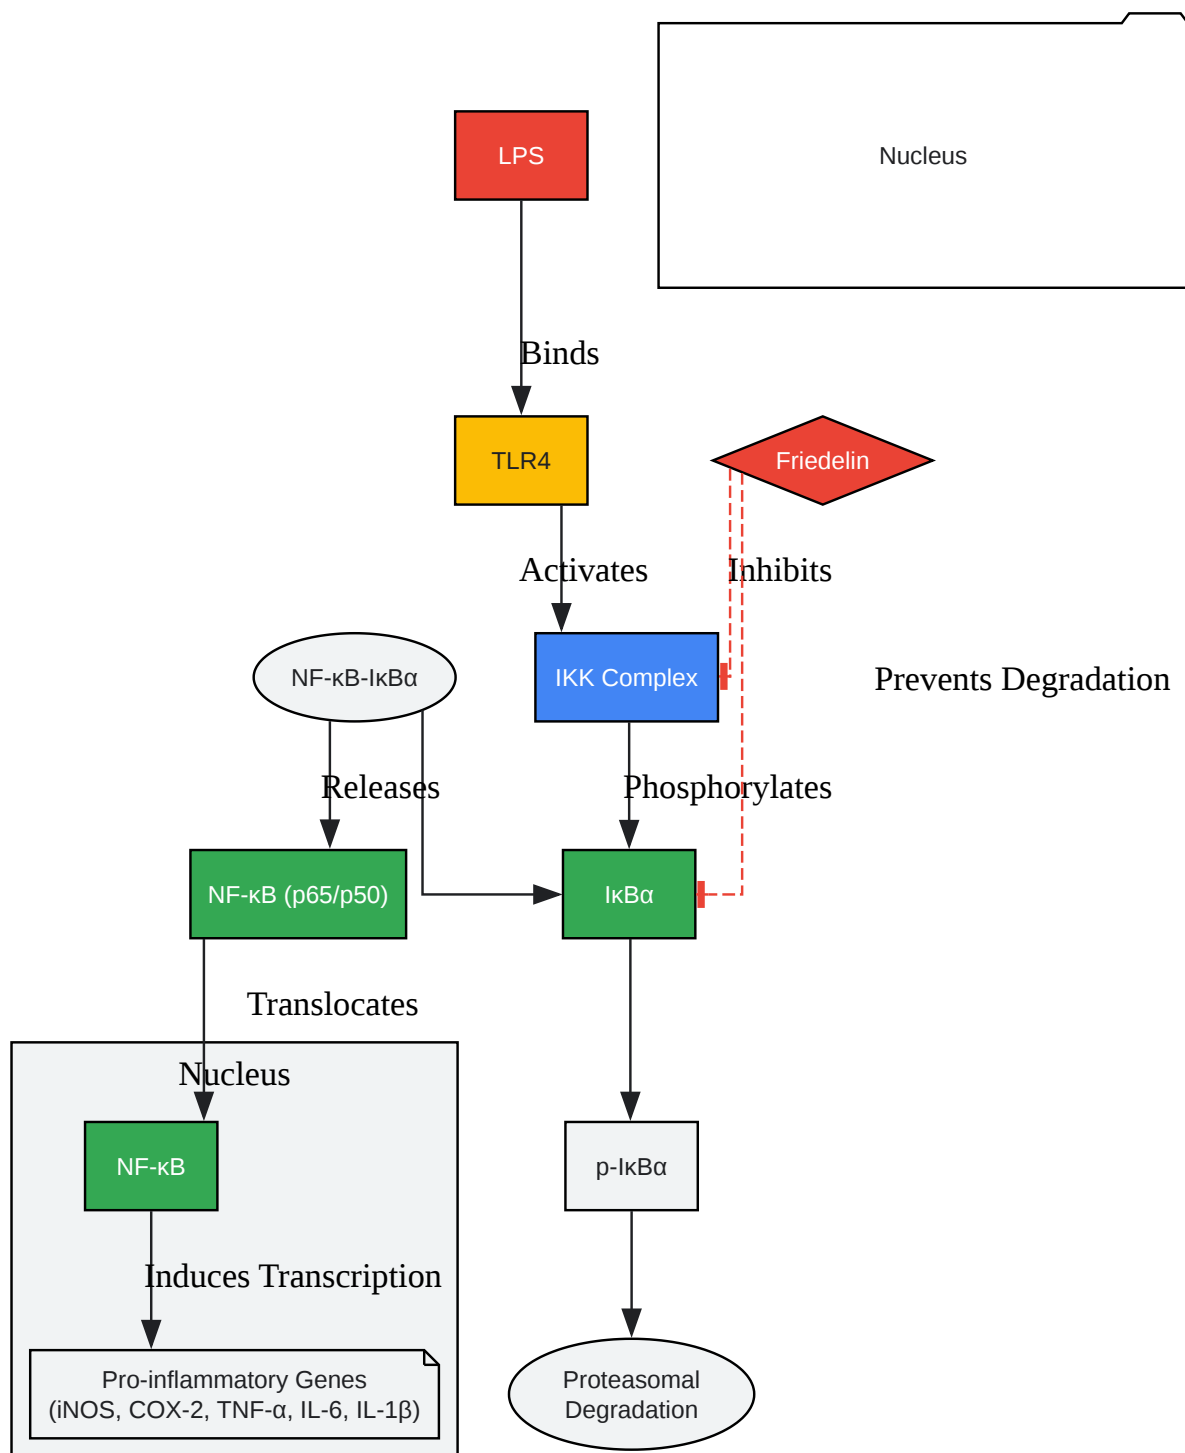 LPS
Nucleus
Binds
TLR4
Friedelin
Activates
Inhibits
NF-κB-IκBα
IKK Complex
Prevents Degradation
Releases
Phosphorylates
NF-κB (p65/p50)
IκBα
Translocates
Nucleus
NF-κB
p-IκBα
Induces Transcription
Pro-inflammatory Genes
(iNOS, COX-2, TNF-α, IL-6, IL-1β)
Proteasomal
Degradation